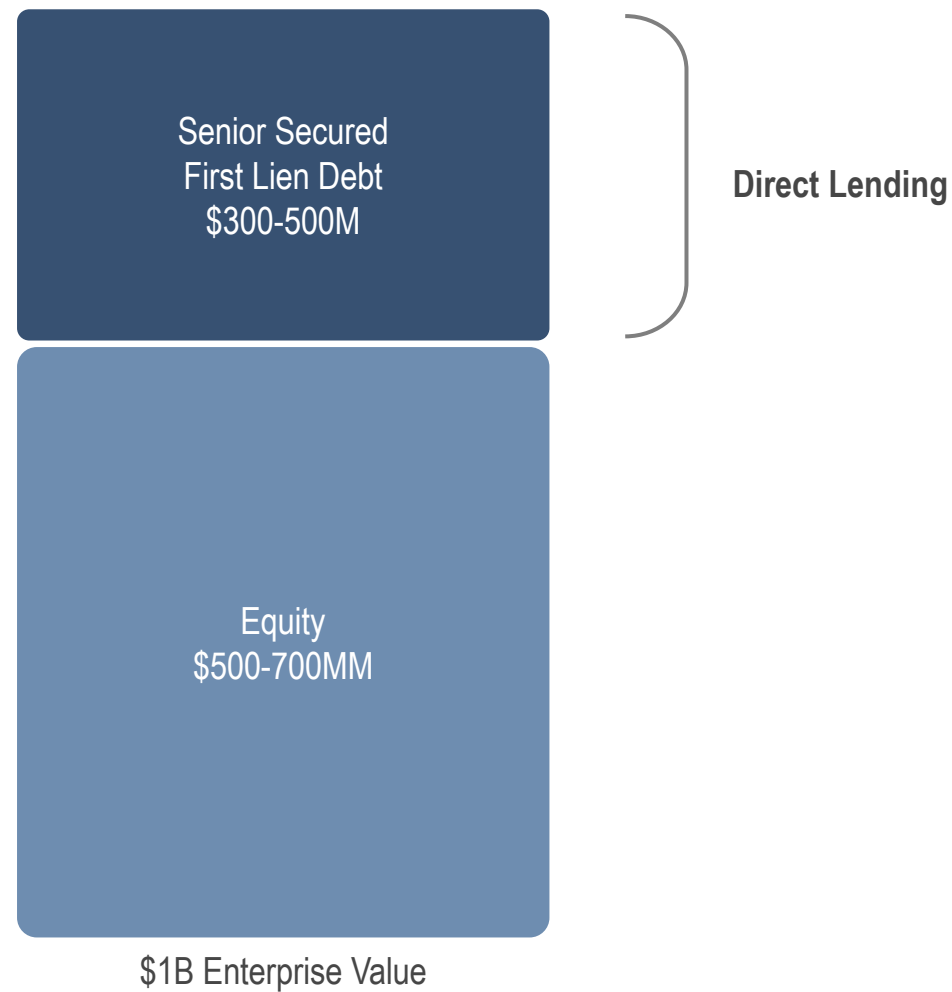 Senior Secured
First Lien Debt
$300-500M
Direct Lending
Equity
$500-700MM
$1B Enterprise Value